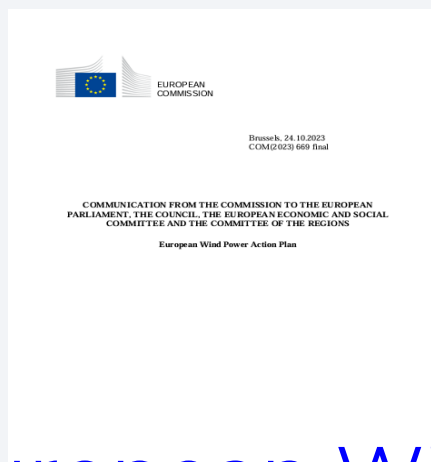 EUROPEAN
COMMISSION
Brussels, 24.10.2023
COM(2023) 669 final
COMMUNICATION FROM THE COMMISSION TO THE EUROPEAN
PARLIAMENT, THE COUNCIL, THE EUROPEAN ECONOMIC AND SOCIAL
COMMITTEE AND THE COMMITTEE OF THE REGIONS
European Wind Power Action Plan